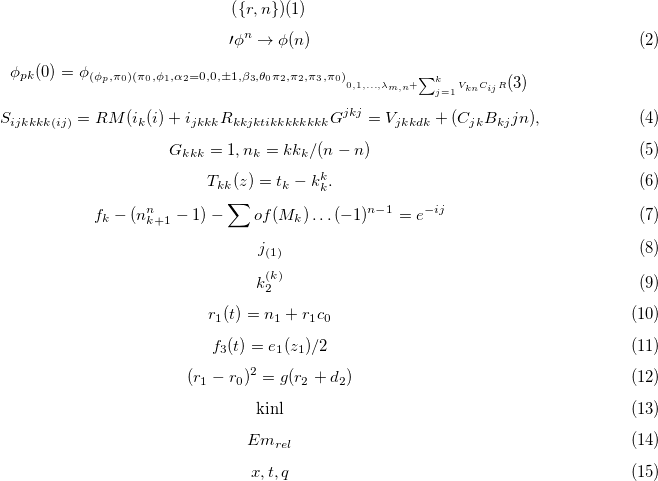 ({r, n})(1)
′ϕ^n → ϕ(n) (2)
ϕ_{pk}(0) = ϕ_{(ϕ_p,π_0)(π_0,ϕ_1,α_2=0,0,±1,β_3,θ_0π_2,π_2,π_3,π_0)_{0,1,...,λ_{m,n}+∑_{j=1}^{k} V_{kn}C_{ij}R}}(3)
S_{ijkkkk(ij)} = RM(i_k(i) + i_{jkkk}R_{kkjktikkkkkkkk}G^{jkj} = V_{jkkdk} + (C_{jk}B_{kj}jn), (4)
G_{kkk} = 1, n_k = kk_k/(n − n) (5)
T_{kk}(z) = t_k − k_k^k. (6)
f_k − (n_{k+1}^n − 1) − ∑ of(M_k) . . . (−1)^{n−1} = e^{−ij} (7)
j_{(1)} (8)
k_2^{(k)} (9)
r_1(t) = n_1 + r_1c_0 (10)
f_3(t) = e_1(z_1)/2 (11)
(r_1 − r_0)^2 = g(r_2 + d_2) (12)
kinl (13)
Em_{rel} (14)
x, t, q (15)